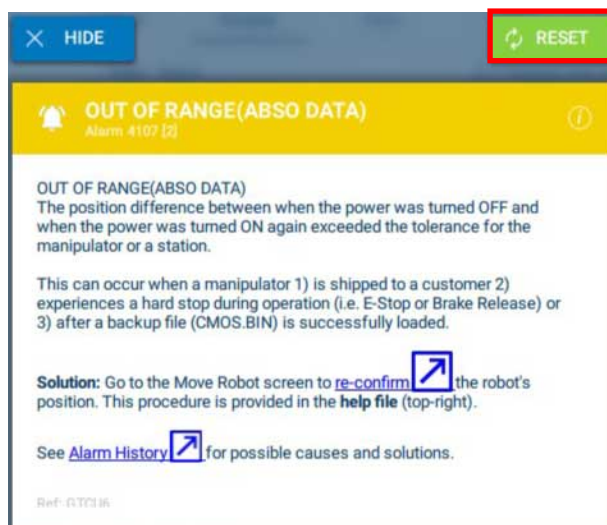 HIDE
RESET
OUT OF RANGE(ABSO DATA)
Alarm 4107 [2]
OUT OF RANGE(ABSO DATA)
The position difference between when the power was turned OFF and
when the power was turned ON again exceeded the tolerance for the
manipulator or a station.
This can occur when a manipulator 1) is shipped to a customer 2)
experiences a hard stop during operation (i.e. E-Stop or Brake Release) or
3) after a backup file (CMOS.BIN) is successfully loaded.
Solution: Go to the Move Robot screen to re-confirm the robot's
position. This procedure is provided in the help file (top-right).
See Alarm History for possible causes and solutions.